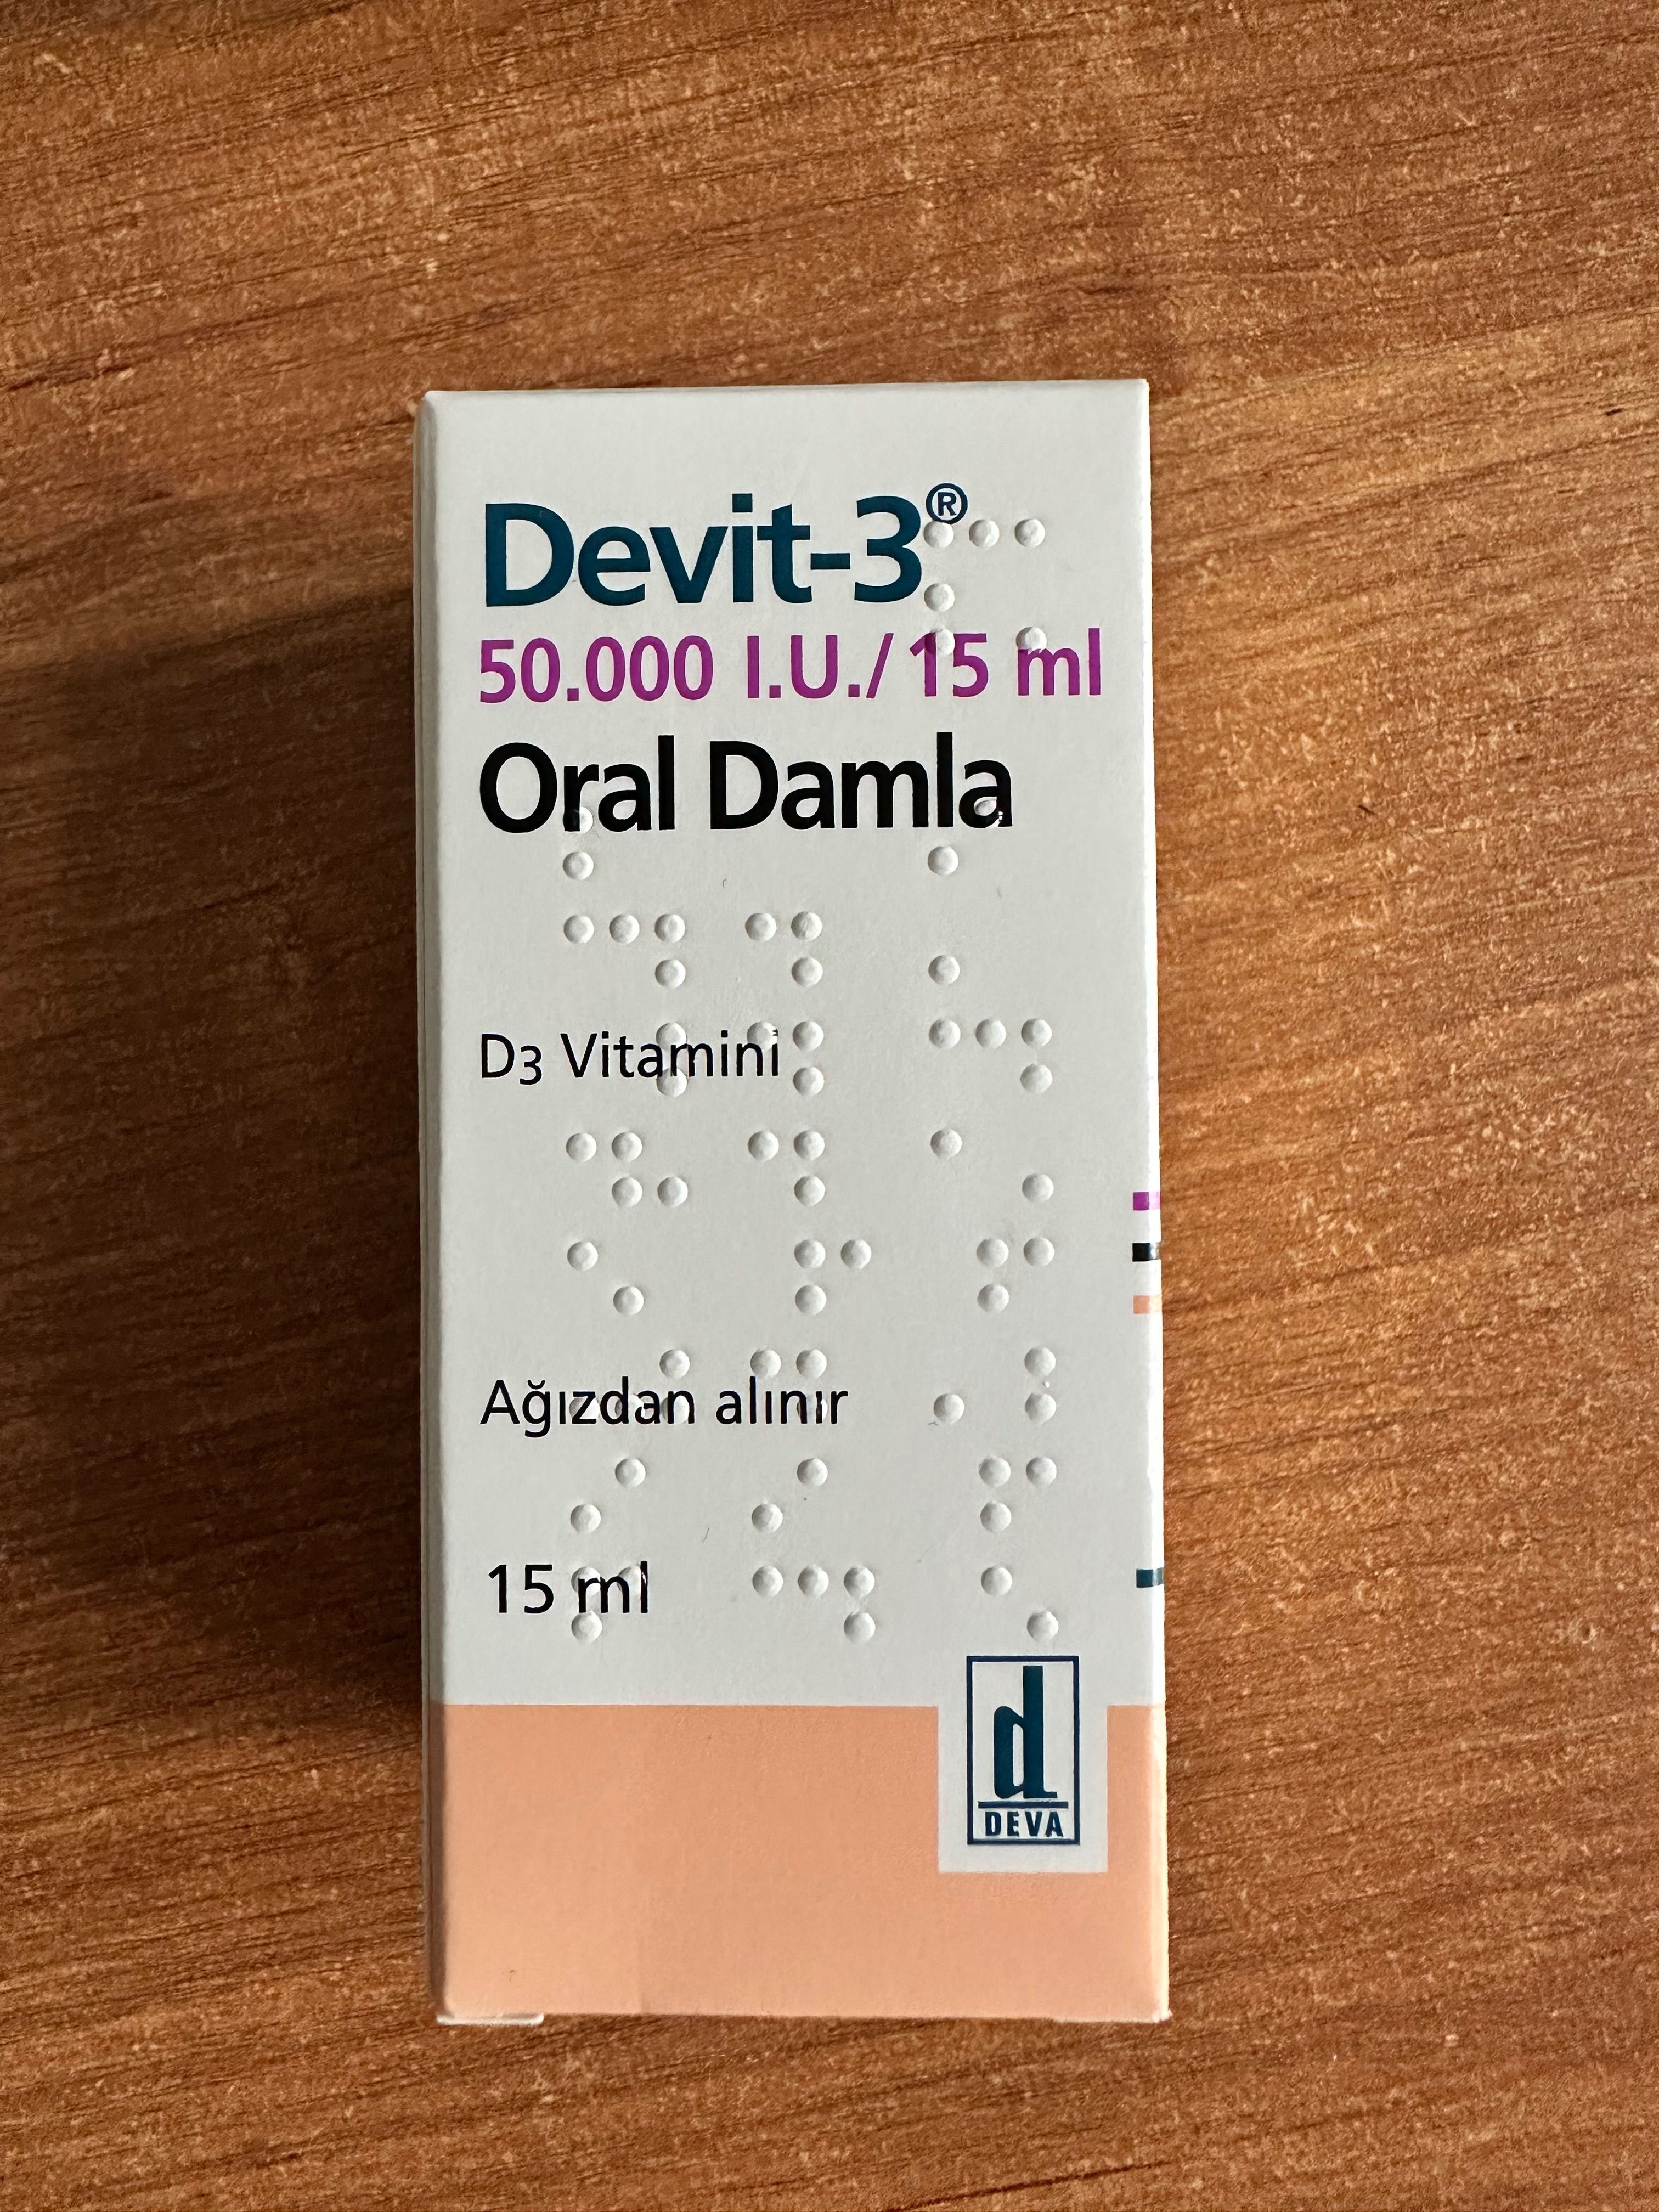 Devit-3®
50.000 I.U./15 ml
Oral Damla
D3 Vitamini
Ağızdan alınır
15 ml
d
DEVA